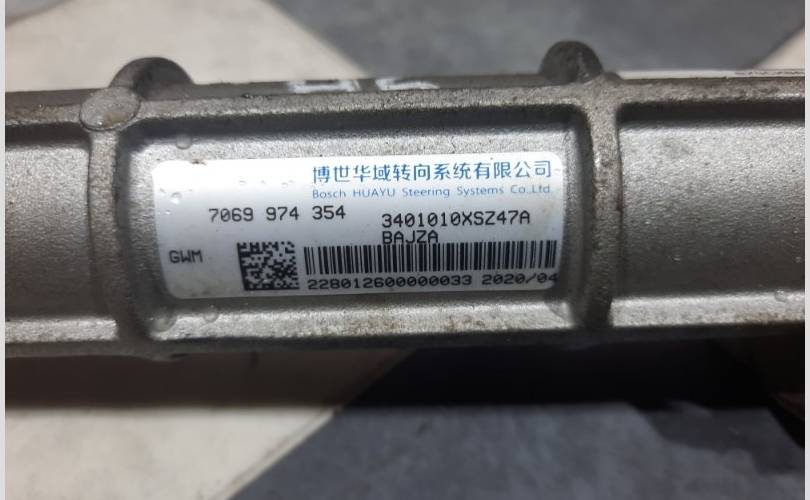 博世华域转向系统有限公司
Bosch HUAYU Steering Systems Co.,Ltd.
7069 974 354 3401010XSZ47A
BAJZA
GWM
228012600000033 2020/04